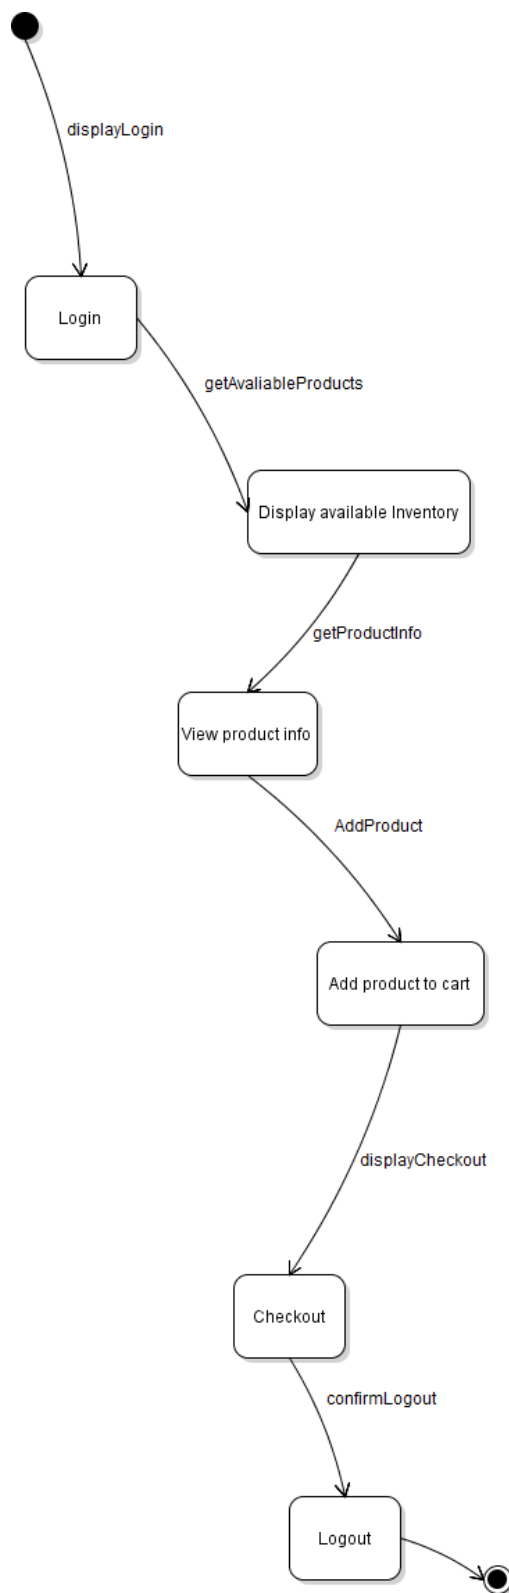 displayLogin
Login
getAvaliableProducts
Display available Inventory
getProductInfo
View product info
AddProduct
Add product to cart
displayCheckout
Checkout
confirmLogout
Logout